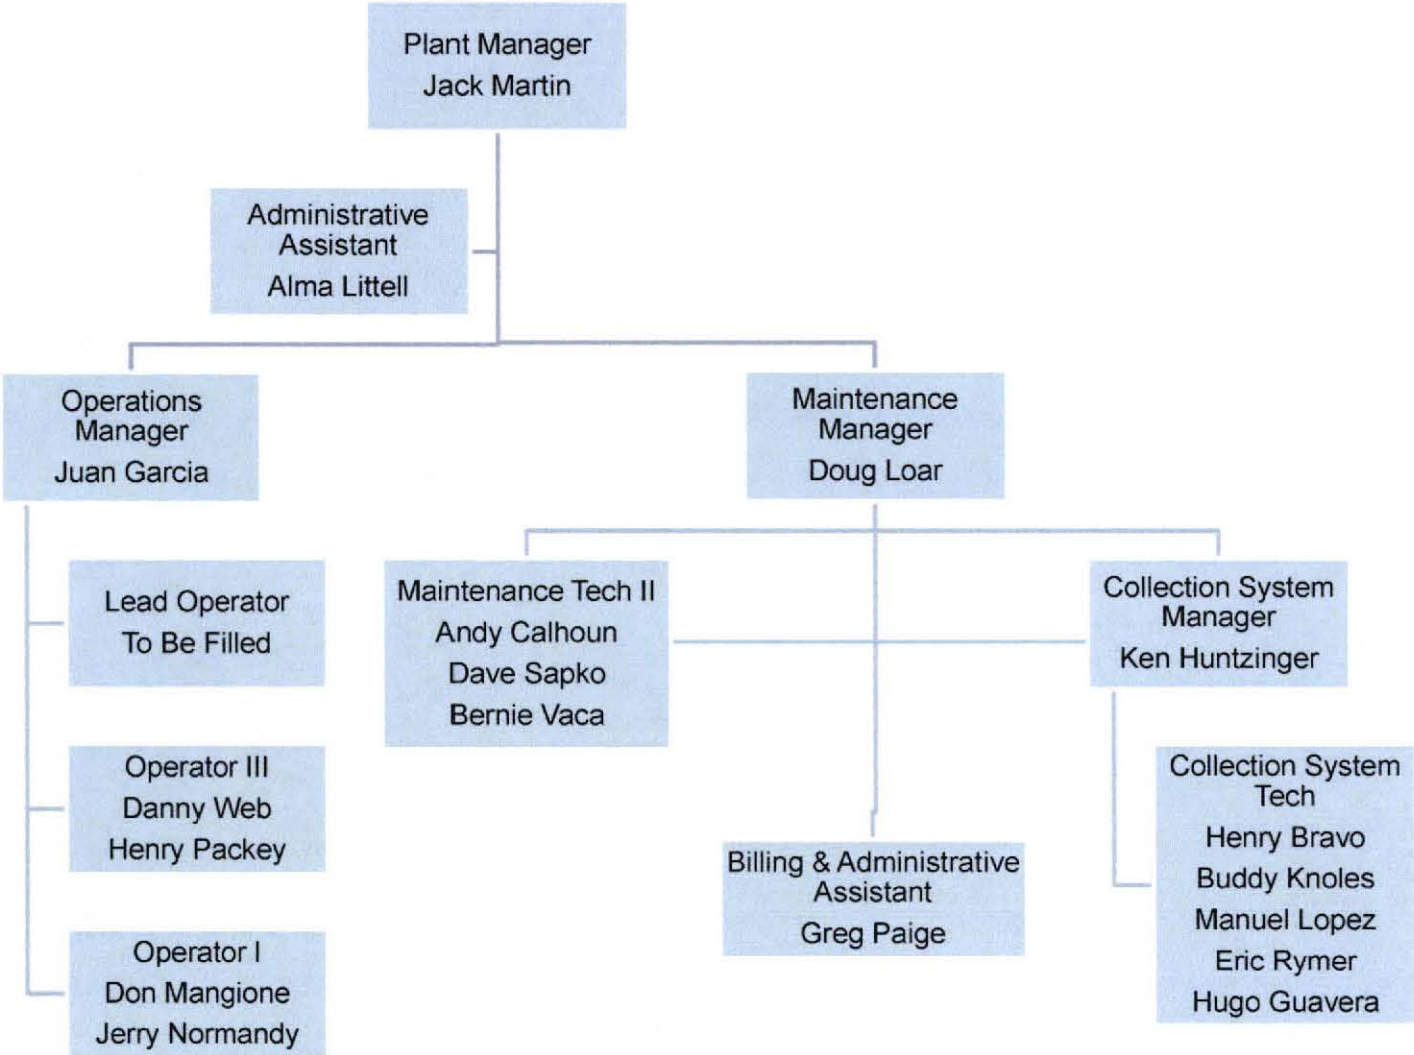 Plant Manager
Jack Martin
Administrative
Assistant
Alma Littell
Operations
Manager
Juan Garcia
Maintenance
Manager
Doug Loar
Lead Operator
To Be Filled
Operator III
Danny Web
Henry Packey
Operator I
Don Mangione
Jerry Normandy
Maintenance Tech II
Andy Calhoun
Dave Sapko
Bernie Vaca
Billing & Administrative
Assistant
Greg Paige
Collection System
Manager
Ken Huntzinger
Collection System
Tech
Henry Bravo
Buddy Knoles
Manuel Lopez
Eric Rymer
Hugo Guavera